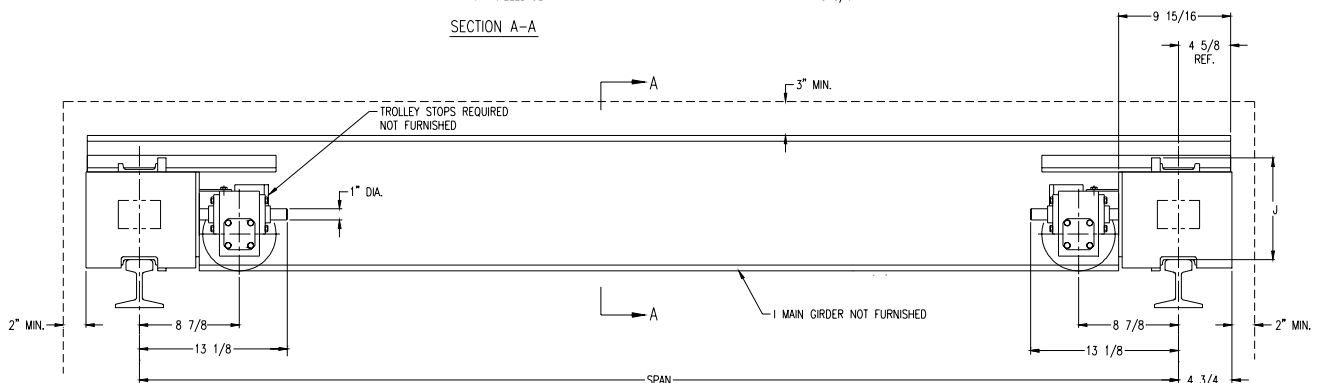 SECTION A-A
9 15/16
4 5/8
REF.
A
3" MIN.
TROLLEY STOPS REQUIRED
NOT FURNISHED
1" DIA.
J
A
I MAIN GIRDER NOT FURNISHED
2" MIN.
8 7/8
8 7/8
2" MIN.
13 1/8
13 1/8
SPAN
4 3/4